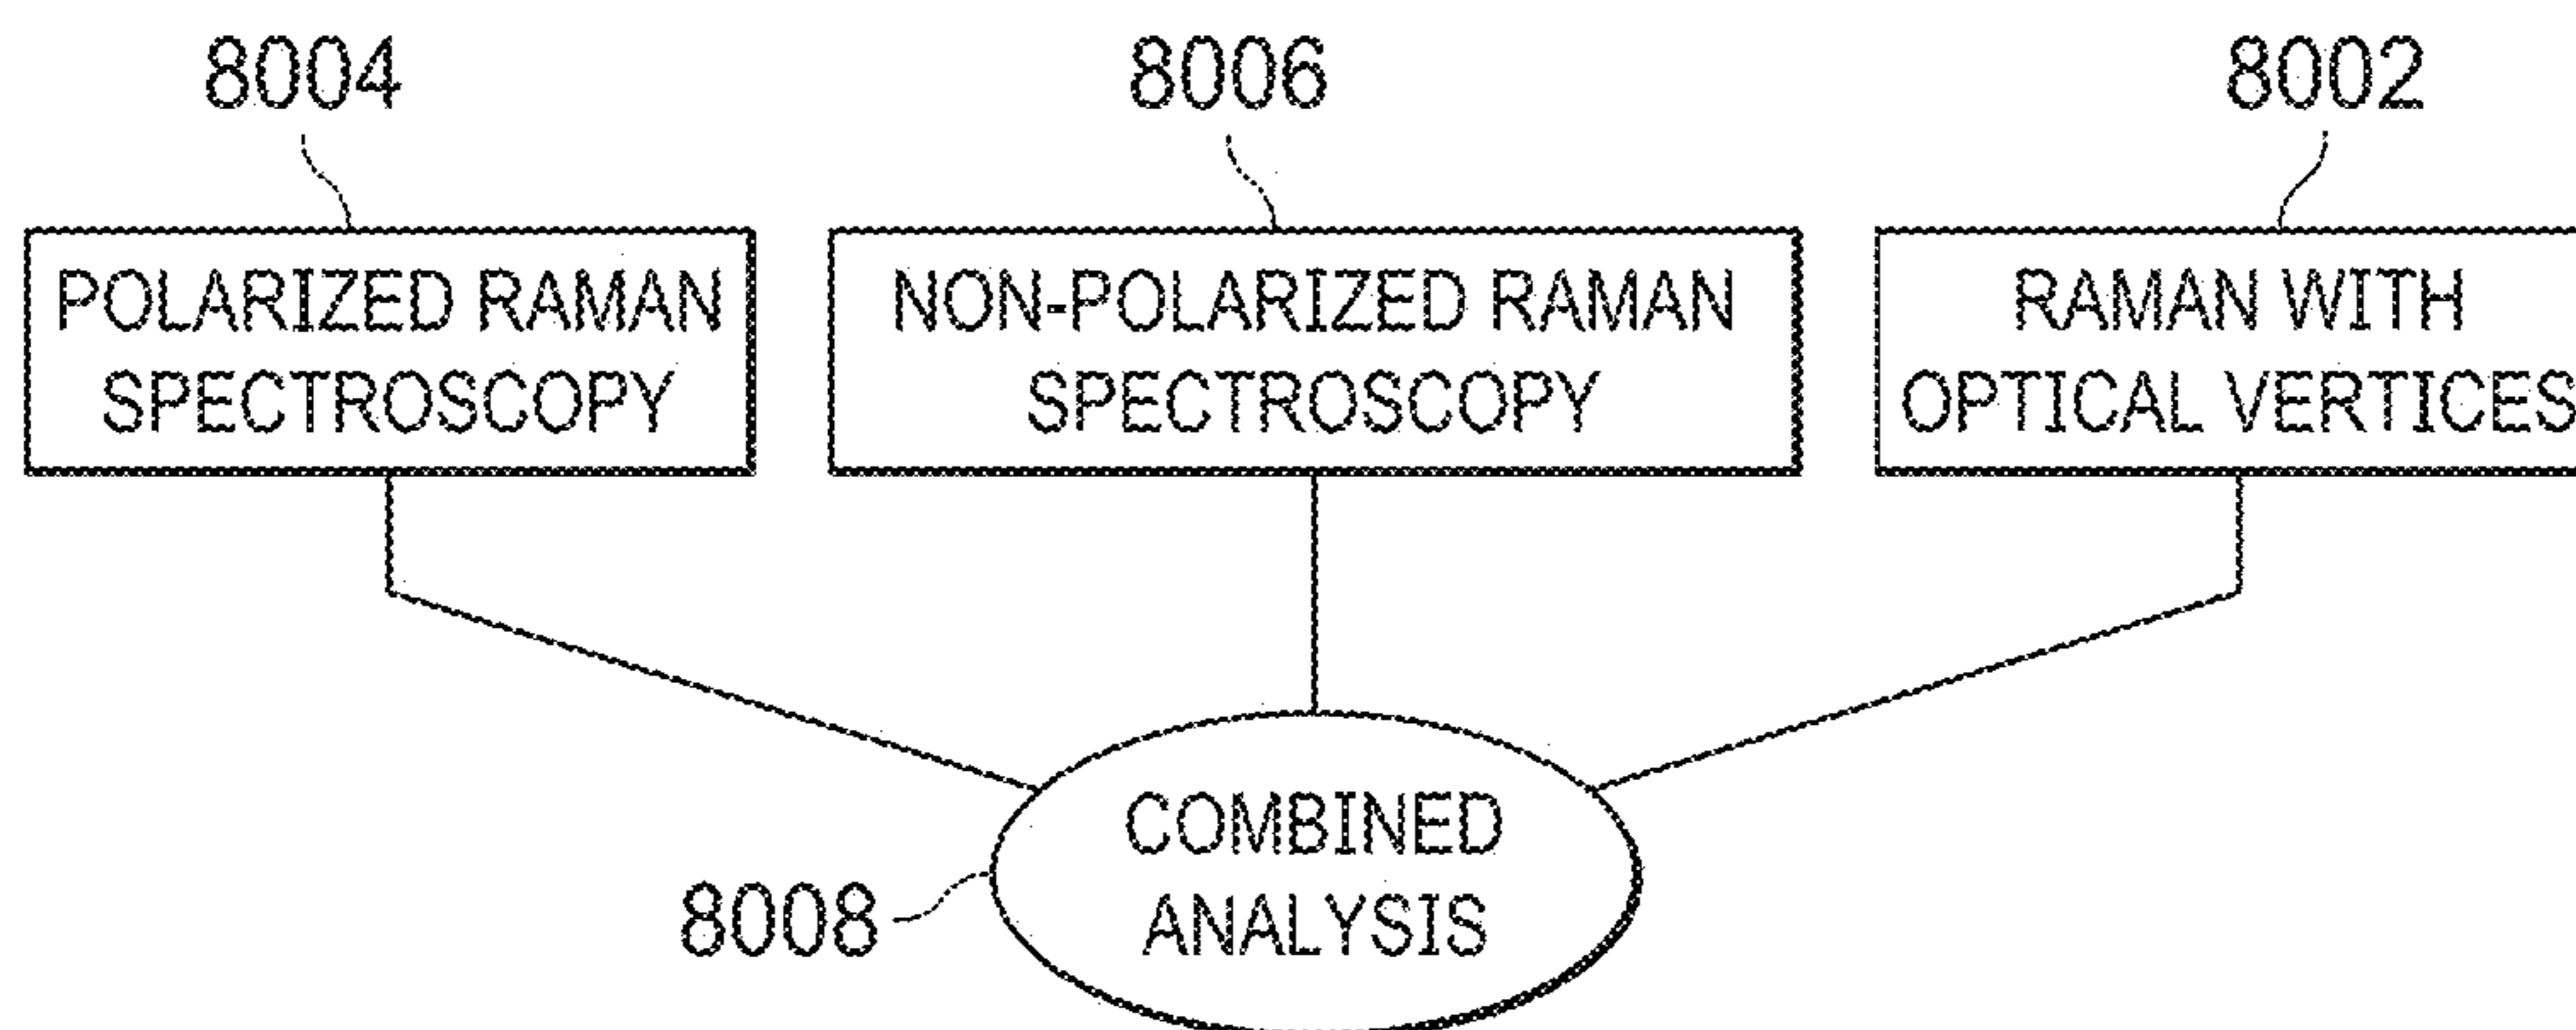 8004
8006
8002
POLARIZED RAMAN
SPECTROSCOPY
NON-POLARIZED RAMAN
SPECTROSCOPY
RAMAN WITH
OPTICAL VERTICES
COMBINED
ANALYSIS
8008